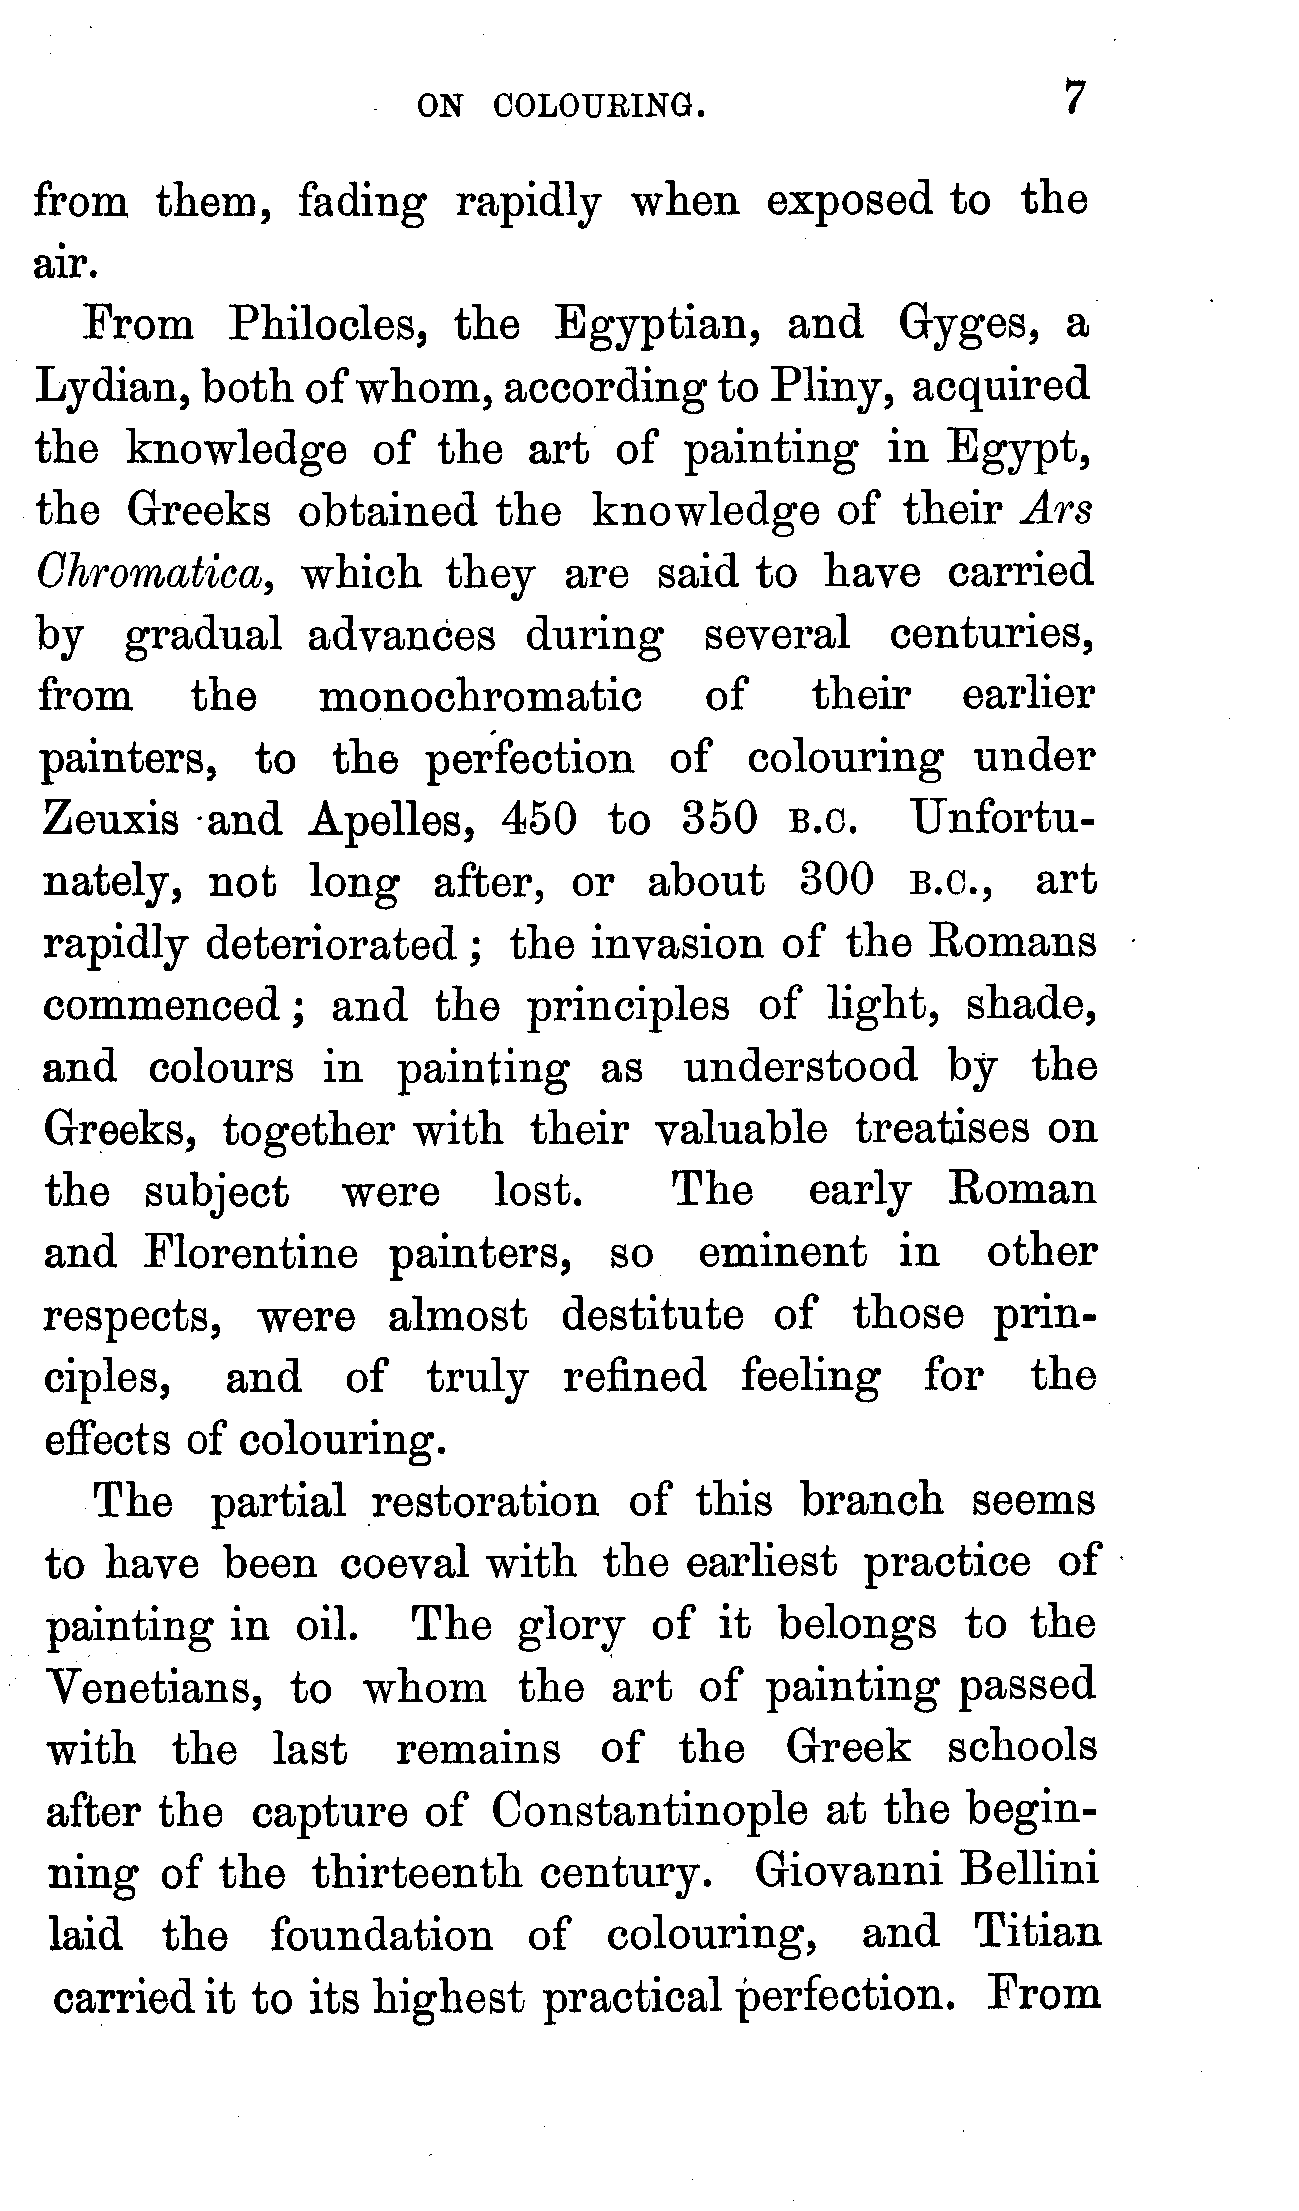 ON COLOURING. 7
from them, fading rapidly when exposed to the
air.
From Philocles, the Egyptian, and Gyges, a
Lydian, both of whom, according to Pliny, acquired
the knowledge of the art of painting in Egypt,
the Greeks obtained the knowledge of their Ars
Chromatica, which they are said to have carried
by gradual advances during several centuries,
from the monochromatic of their earlier
painters, to the perfection of colouring under
Zeuxis and Apelles, 450 to 350 B.C. Unfortu-
nately, not long after, or about 300 B.C., art
rapidly deteriorated ; the invasion of the Romans
commenced ; and the principles of light, shade,
and colours in painting as understood by the
Greeks, together with their valuable treatises on
the subject were lost. The early Roman
and Florentine painters, so eminent in other
respects, were almost destitute of those prin-
ciples, and of truly refined feeling for the
effects of colouring.
The partial restoration of this branch seems
to have been coeval with the earliest practice of
painting in oil. The glory of it belongs to the
Venetians, to whom the art of painting passed
with the last remains of the Greek schools
after the capture of Constantinople at the begin-
ning of the thirteenth century. Giovanni Bellini
laid the foundation of colouring, and Titian
carried it to its highest practical perfection. From